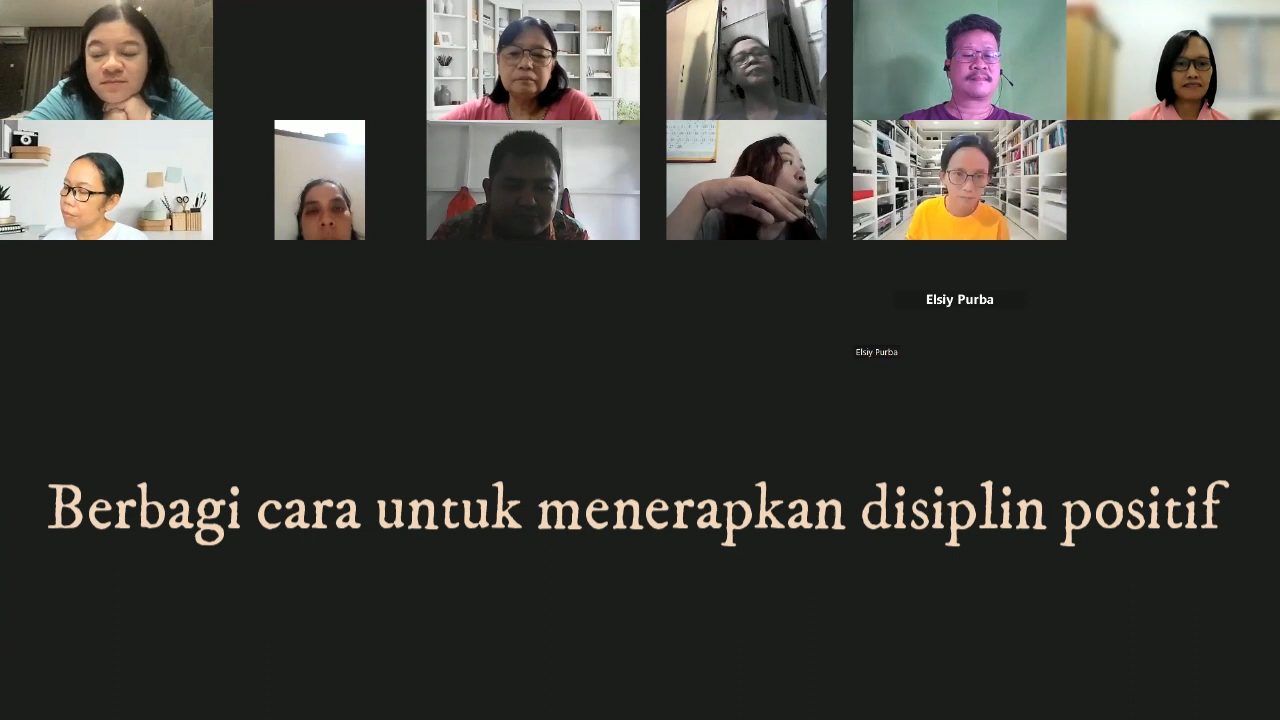 Elsiy Purba
Elsiy Purba
Berbagi cara untuk menerapkan disiplin positif